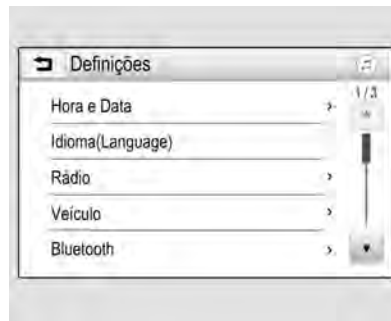 Definições
1/3
Hora e Data
Idioma(Language)
Rádio
Veículo
Bluetooth